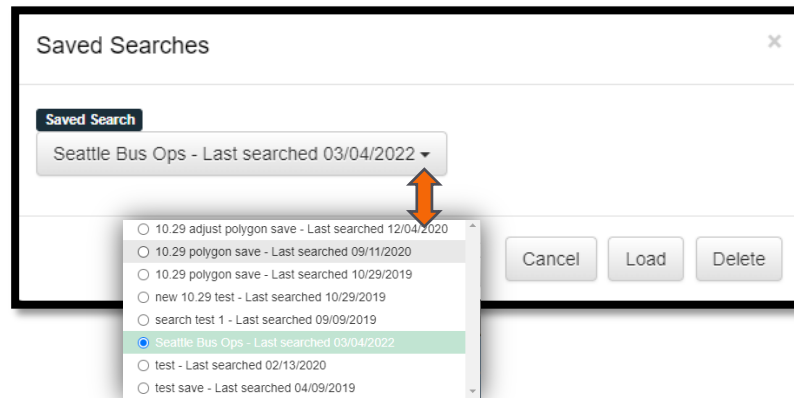 Saved Searches
×
Saved Search
Seattle Bus Ops - Last searched 03/04/2022
10.29 adjust polygon save - Last searched 12/04/2020
10.29 polygon save - Last searched 09/11/2020
10.29 polygon save - Last searched 10/29/2019
new 10.29 test - Last searched 10/29/2019
search test 1 - Last searched 09/09/2019
Seattle Bus Ops - Last searched 03/04/2022
test - Last searched 02/13/2020
test save - Last searched 04/09/2019
Cancel Load Delete